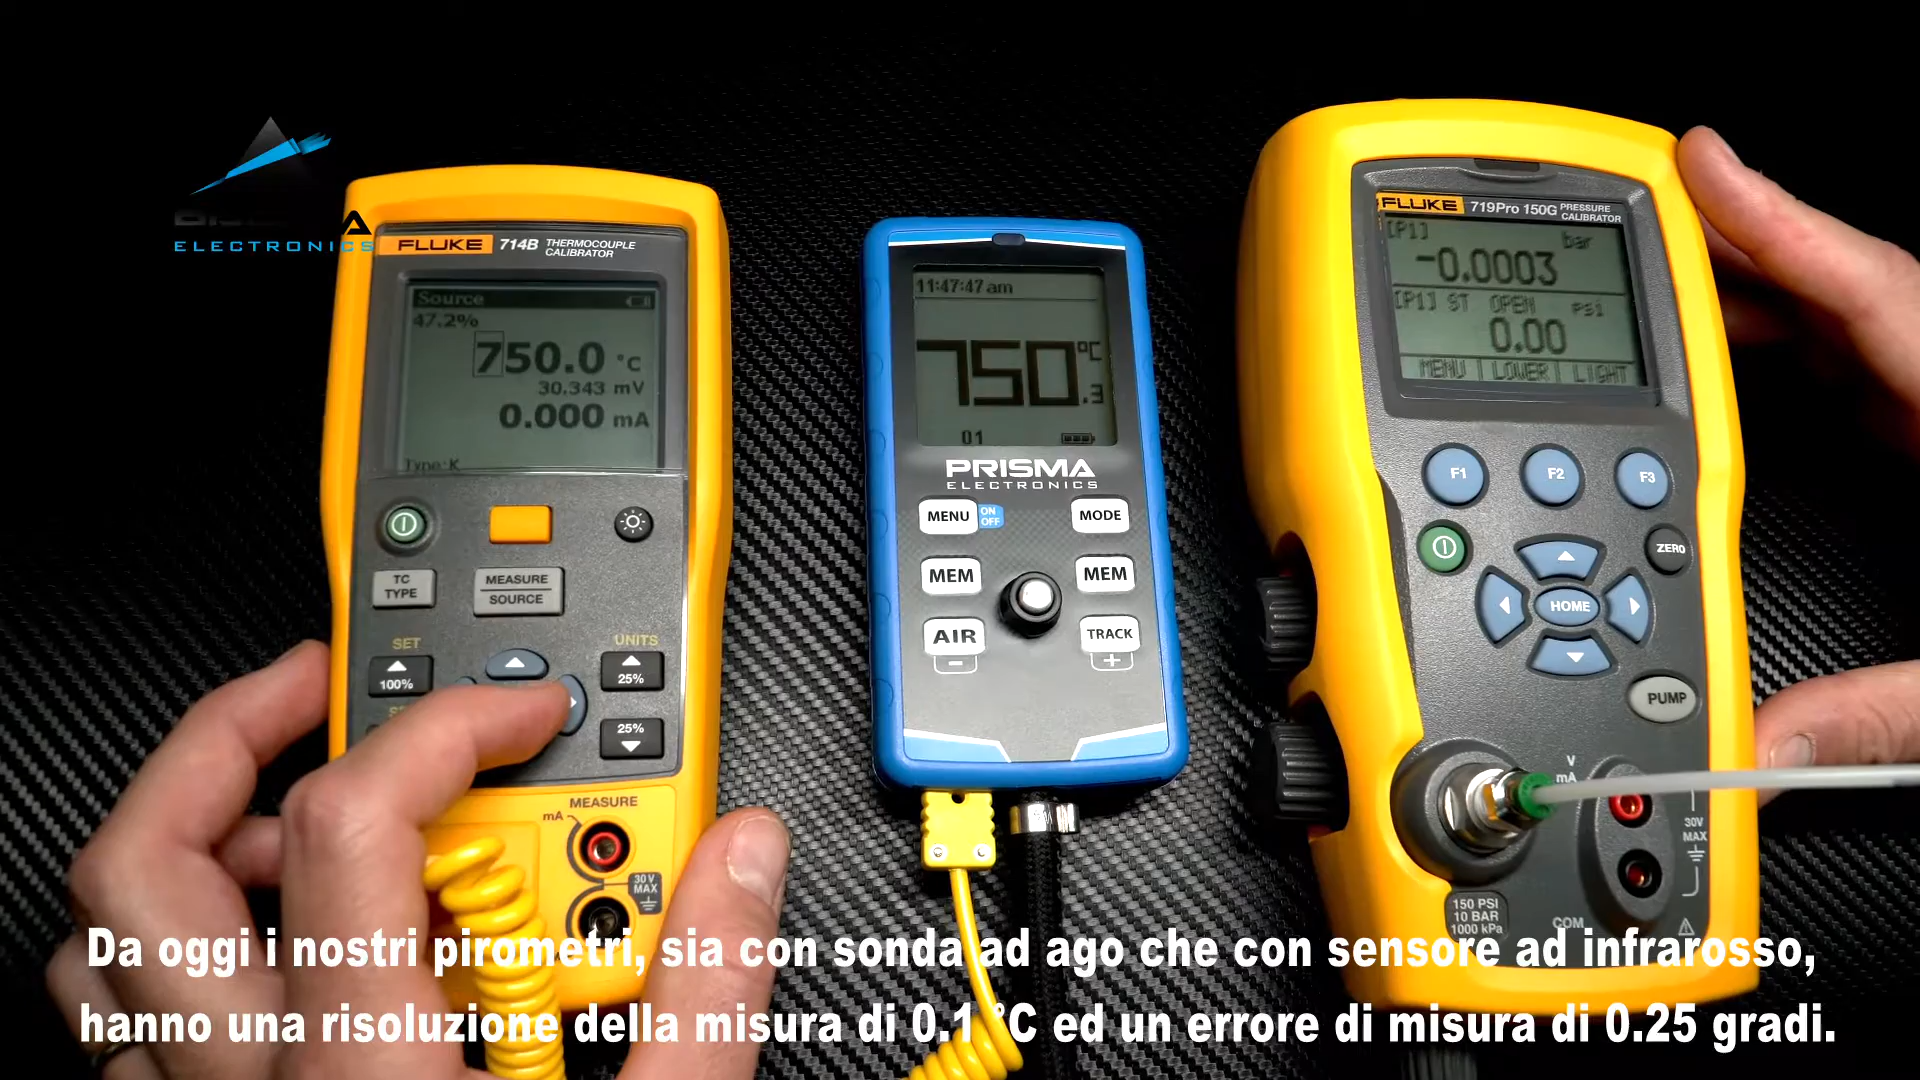 ELECTRONICS
FLUKE 714B THERMOCOUPLE CALIBRATOR
Source
47.2%
750.0 °C
30.343 mV
0.000 mA
Type:K
TC TYPE
MEASURE SOURCE
SET
UNITS
100%
25%
25%
MEASURE
mA
30V MAX
11:47:47 am
750.3 °C
01
PRISMA
ELECTRONICS
MENU ON OFF
MODE
MEM
MEM
AIR
TRACK
-
+
FLUKE 719Pro 150G PRESSURE CALIBRATOR
[P1] bar
-0.0003
[P1] ST OPEN psi
0.00
MENU LOWER LIGHT
F1
F2
F3
ZERO
HOME
PUMP
V
mA
30V MAX
COM
150 PSI
10 BAR
1000 kPa
Da oggi i nostri pirometri, sia con sonda ad ago che con sensore ad infrarosso,
hanno una risoluzione della misura di 0.1 °C ed un errore di misura di 0.25 gradi.